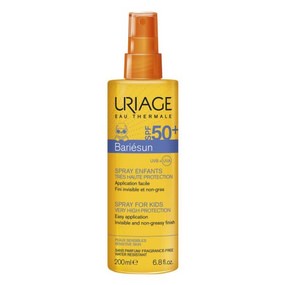 URIAGE
EAU THERMALE
SPF 50+
Bariésun
SPRAY ENFANTS
TRÈS HAUTE PROTECTION
Application facile
Fini invisible et non-gras
SPRAY FOR KIDS
VERY HIGH PROTECTION
Easy application
Invisible and non-greasy finish
SANS PARFUM-FRAGRANCE-FREE
WATER RESISTANT
200ml e 6.8fl.oz.